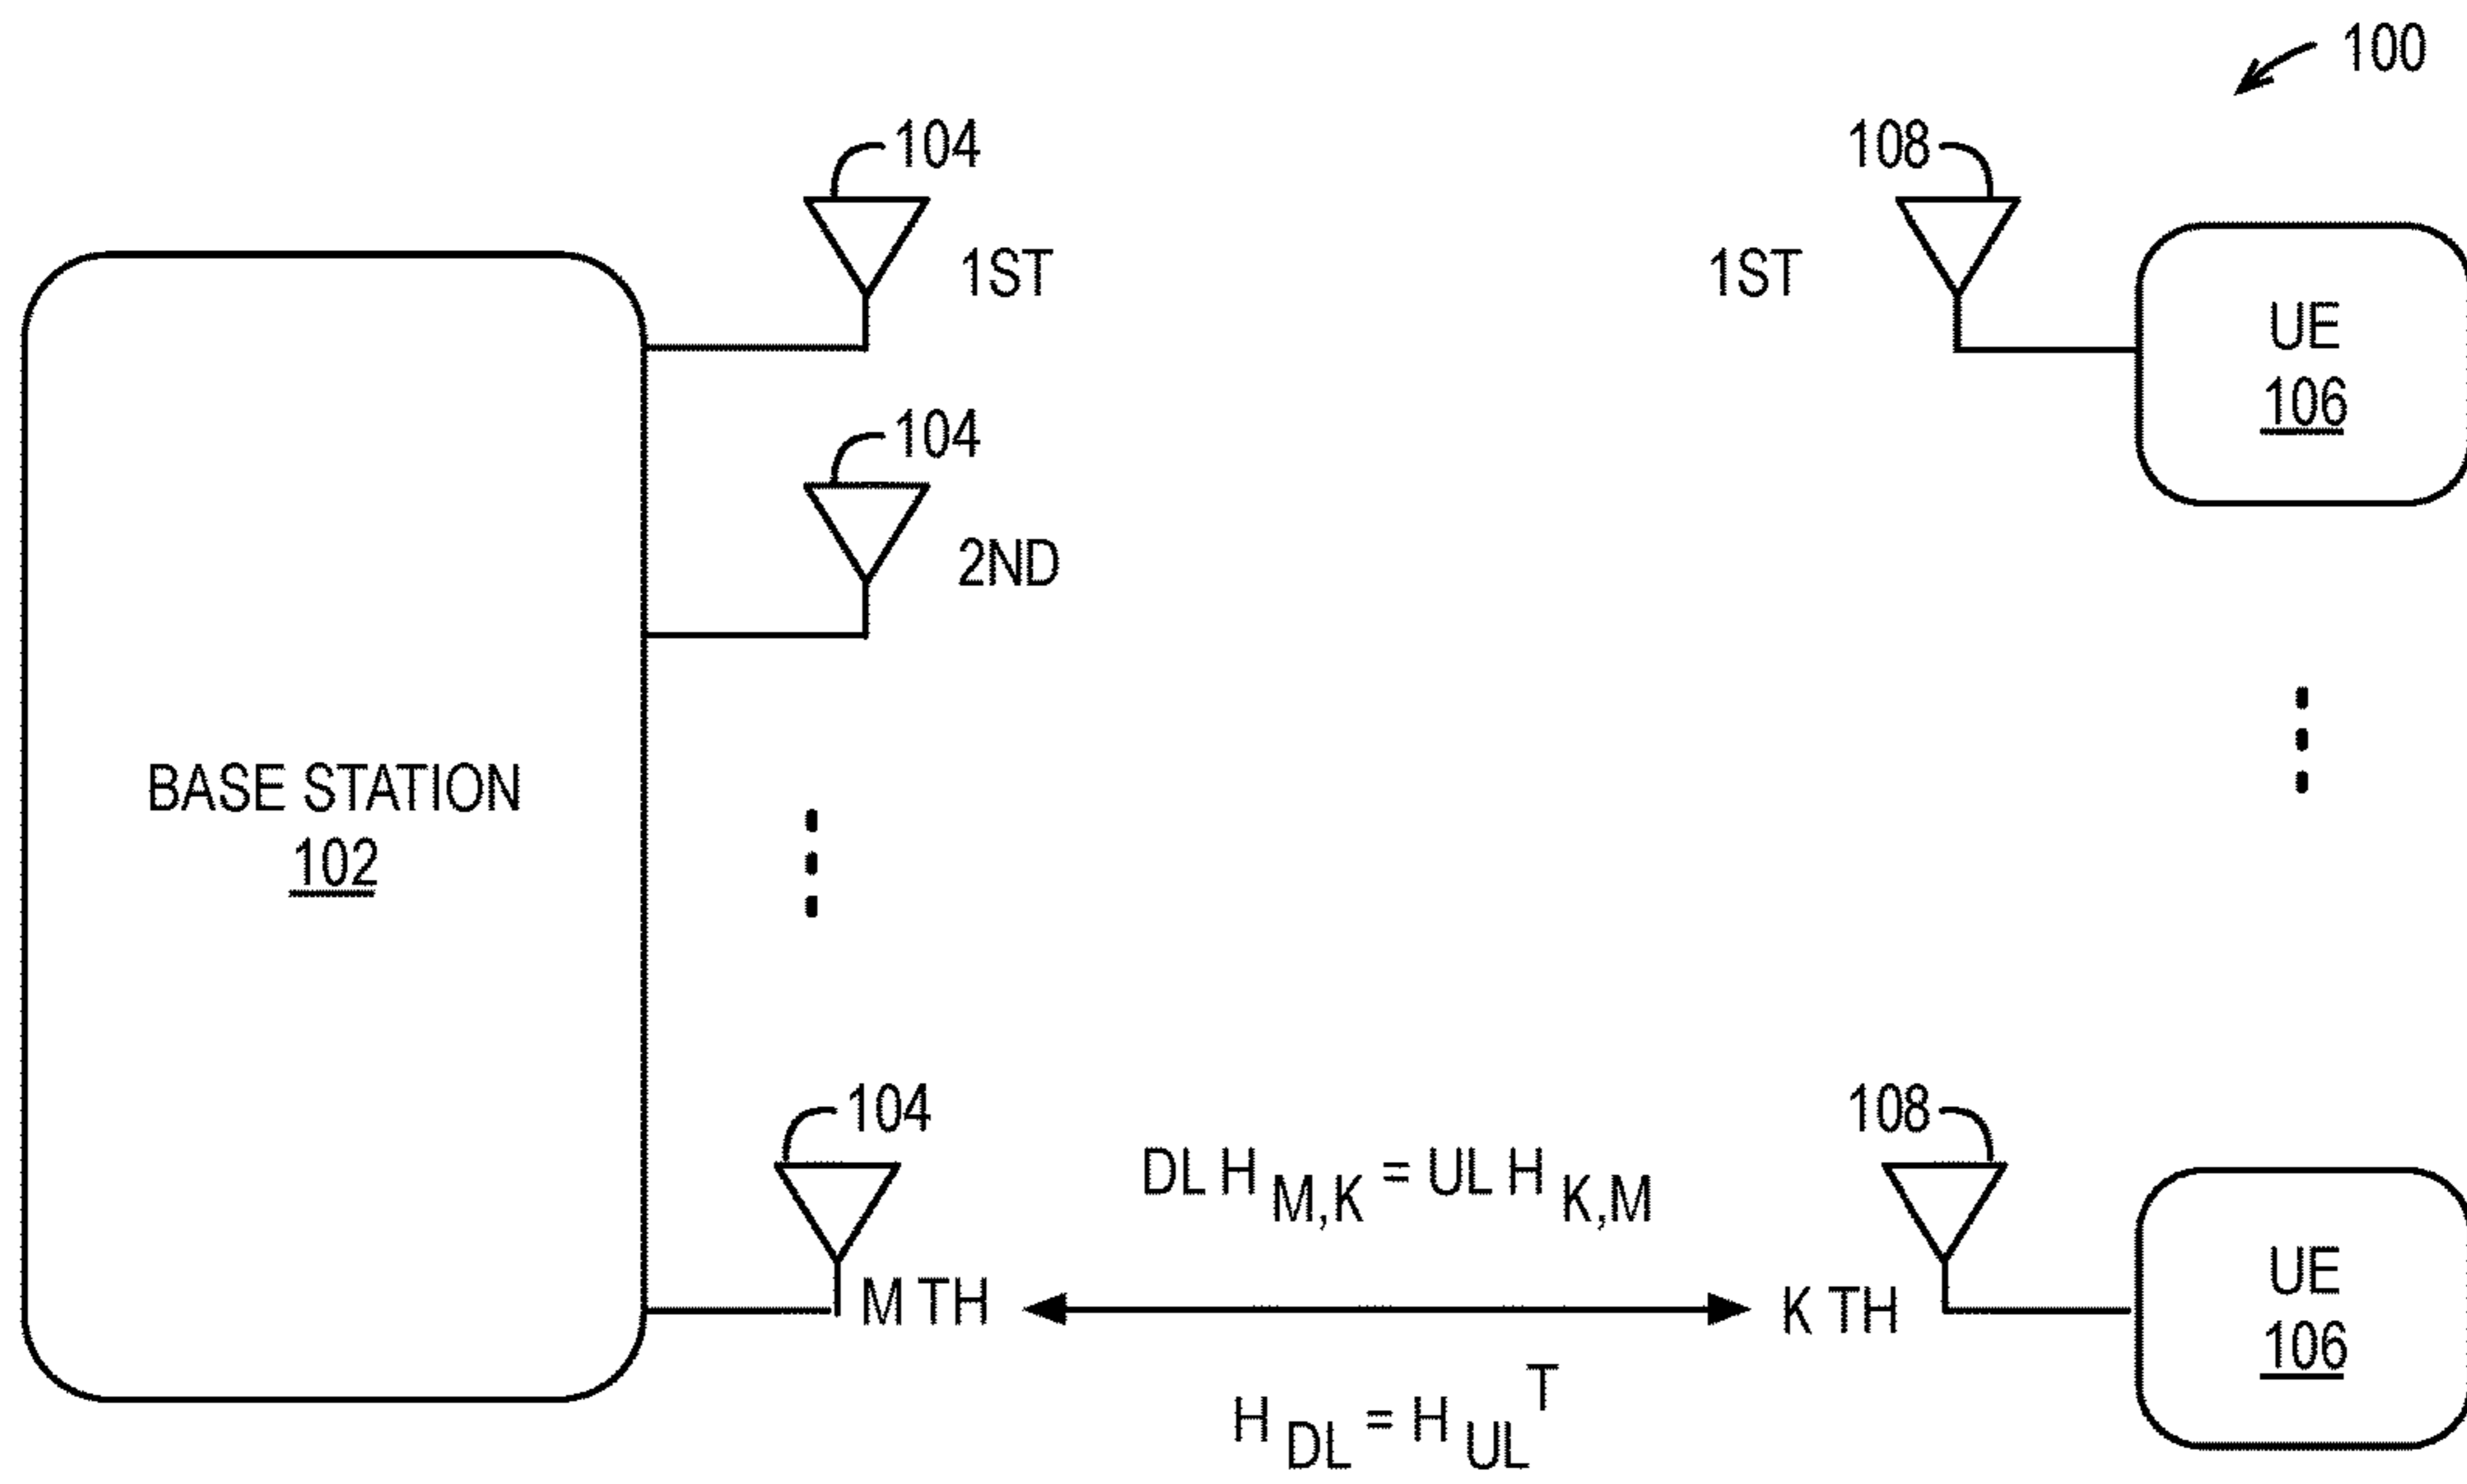 100
104
108
1ST
1ST
UE
106
104
2ND
BASE STATION
102
104
108
DL H M,K = UL H K,M
M TH
K TH
UE
106
H DL = H UL T